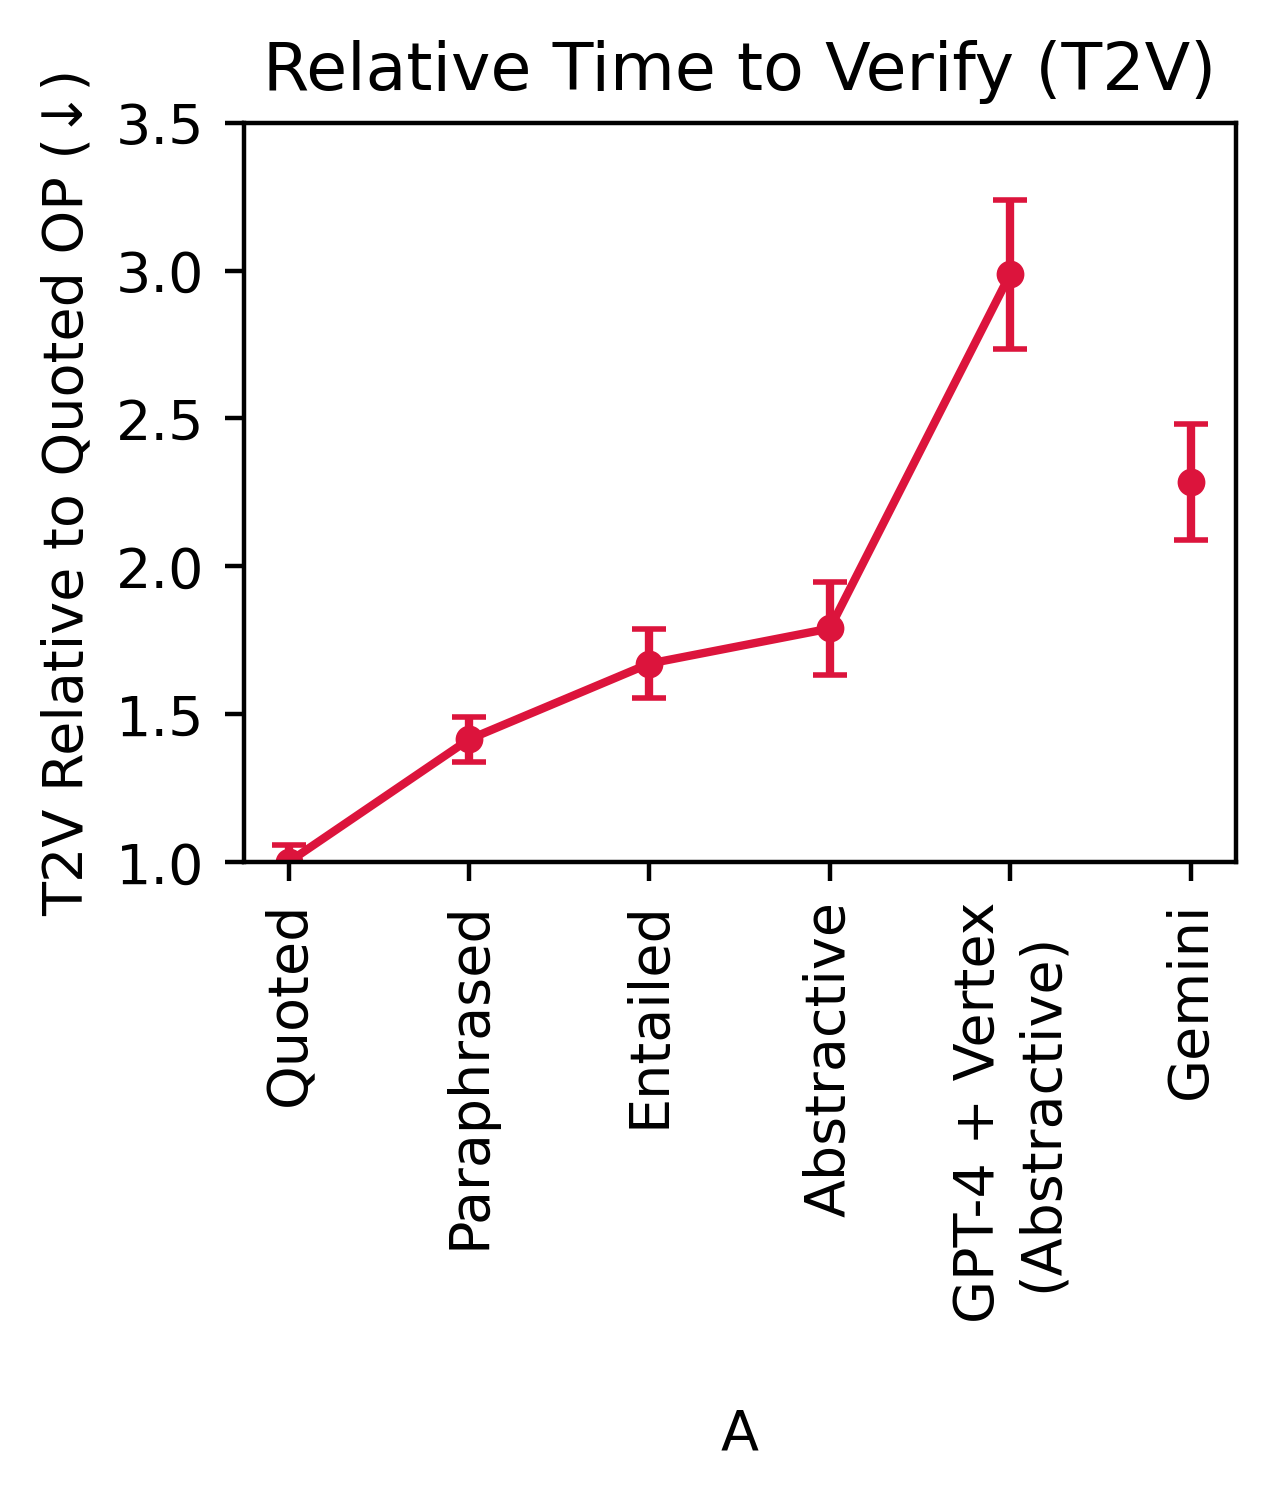 Relative Time to Verify (T2V)
T2V Relative to Quoted OP (↓)
3.5
3.0
2.5
2.0
1.5
1.0
Quoted
Paraphrased
Entailed
Abstractive
GPT-4 + Vertex
(Abstractive)
Gemini
A